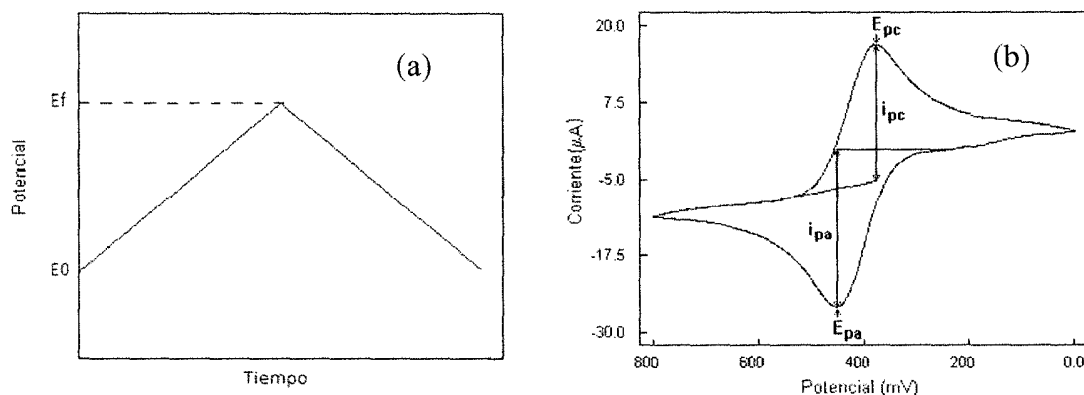 (a)
Ef
E0
Potencial
Tiempo
(b)
Epc
20.0
7.5
-5.0
-17.5
-30.0
ipc
ipa
Epa
Corriente(µA)
800
600
400
200
0.0
Potencial (mV)